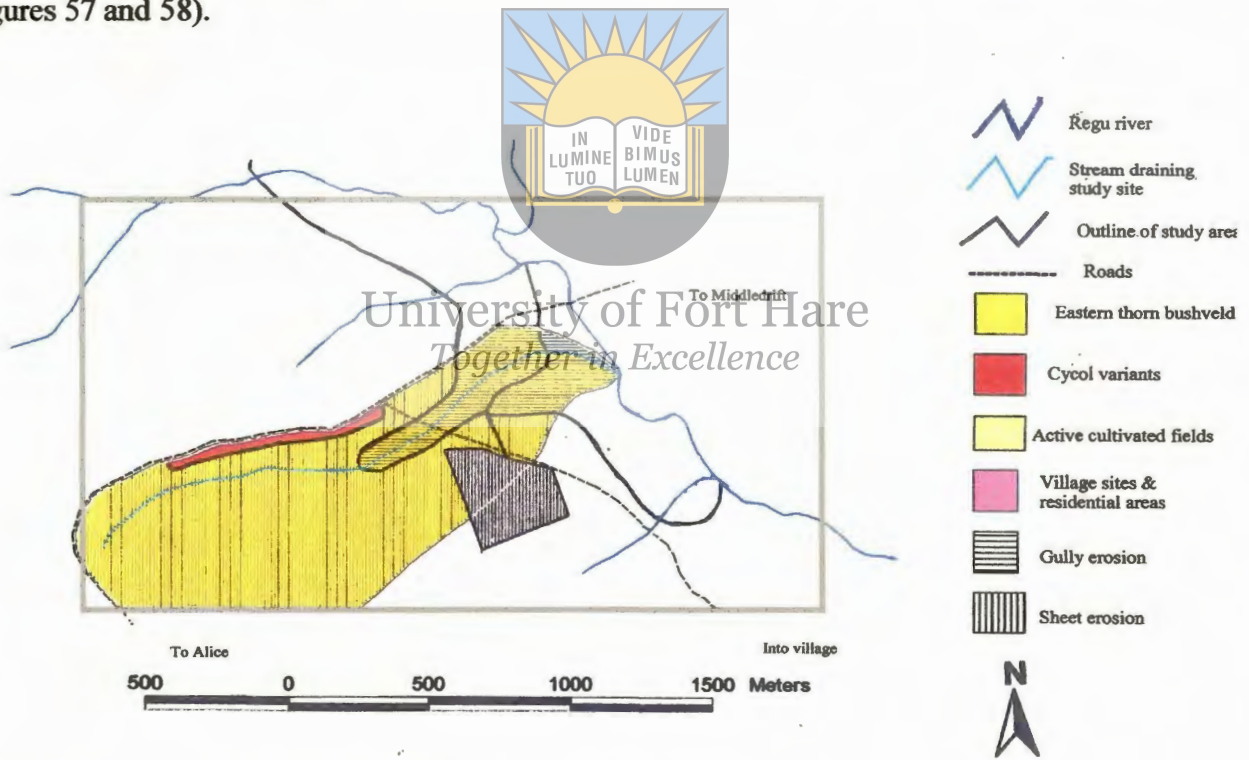 gures 57 and 58).
IN
LUMINE
TUO
VIDE
BIMUS
LUMEN
University of Fort Hare
Together in Excellence
To Middledrift
Regu river
Stream draining
study site
Outline of study area
Roads
Eastern thorn bushveld
Cycol variants
Active cultivated fields
Village sites &
residential areas
Gully erosion
Sheet erosion
N
To Alice
Into village
500 0 500 1000 1500 Meters